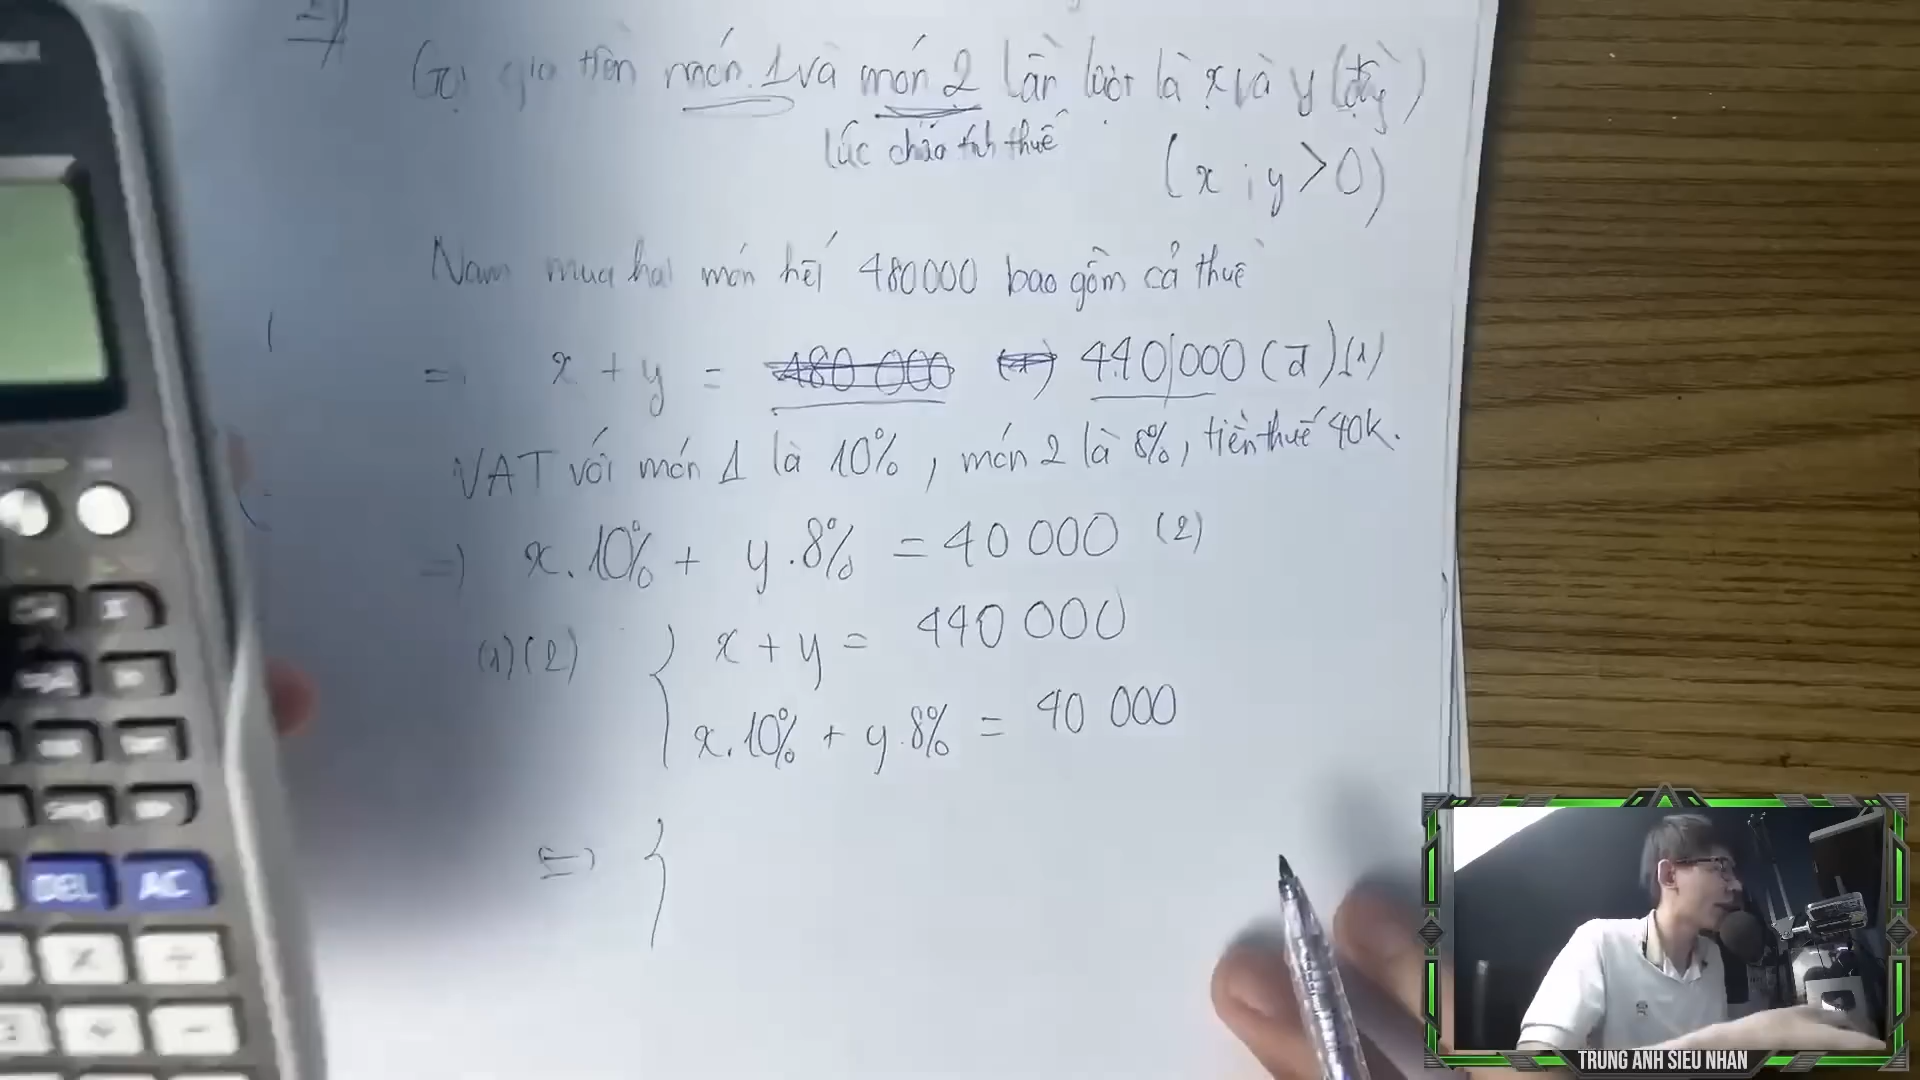 2)
Gọi giá tiền món 1 và món 2 lần lượt là x và y (đồng)
lúc chưa tính thuế
(x ; y > 0)
Nam mua hai món hết 480000 bao gồm cả thuế
=> x + y = 480 000 (1) 440 000 (đ) (1)
VAT với món 1 là 10%, món 2 là 8%, tiền thuế 40k.
=> x.10% + y.8% = 40 000 (2)
(1)(2) { x + y = 440 000
x.10% + y.8% = 40 000
<=> {
DEL AC
TRUNG ANH SIEU NHAN